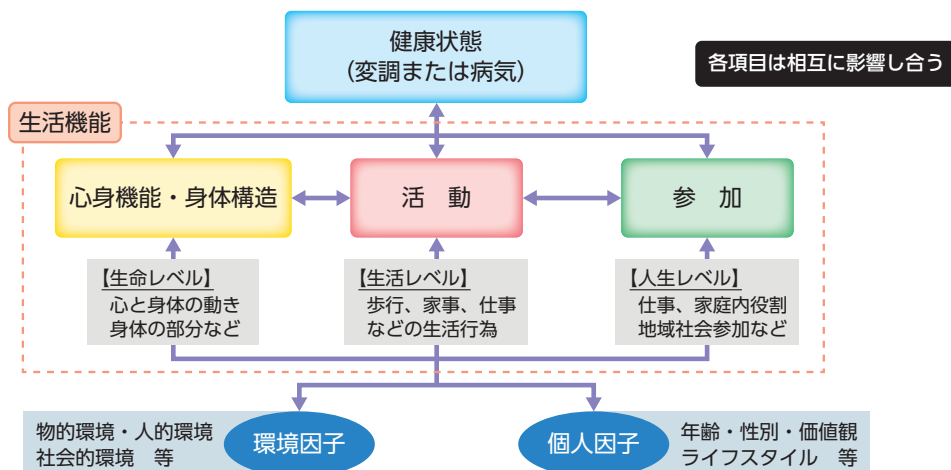 健康状態
(変調または病気)
各項目は相互に影響し合う
生活機能
心身機能・身体構造
活 動
参 加
【生命レベル】
心と身体の動き
身体の部分など
【生活レベル】
歩行、家事、仕事
などの生活行為
【人生レベル】
仕事、家庭内役割
地域社会参加など
物的環境・人的環境
社会的環境 等
環境因子
個人因子
年齢・性別・価値観
ライフスタイル 等